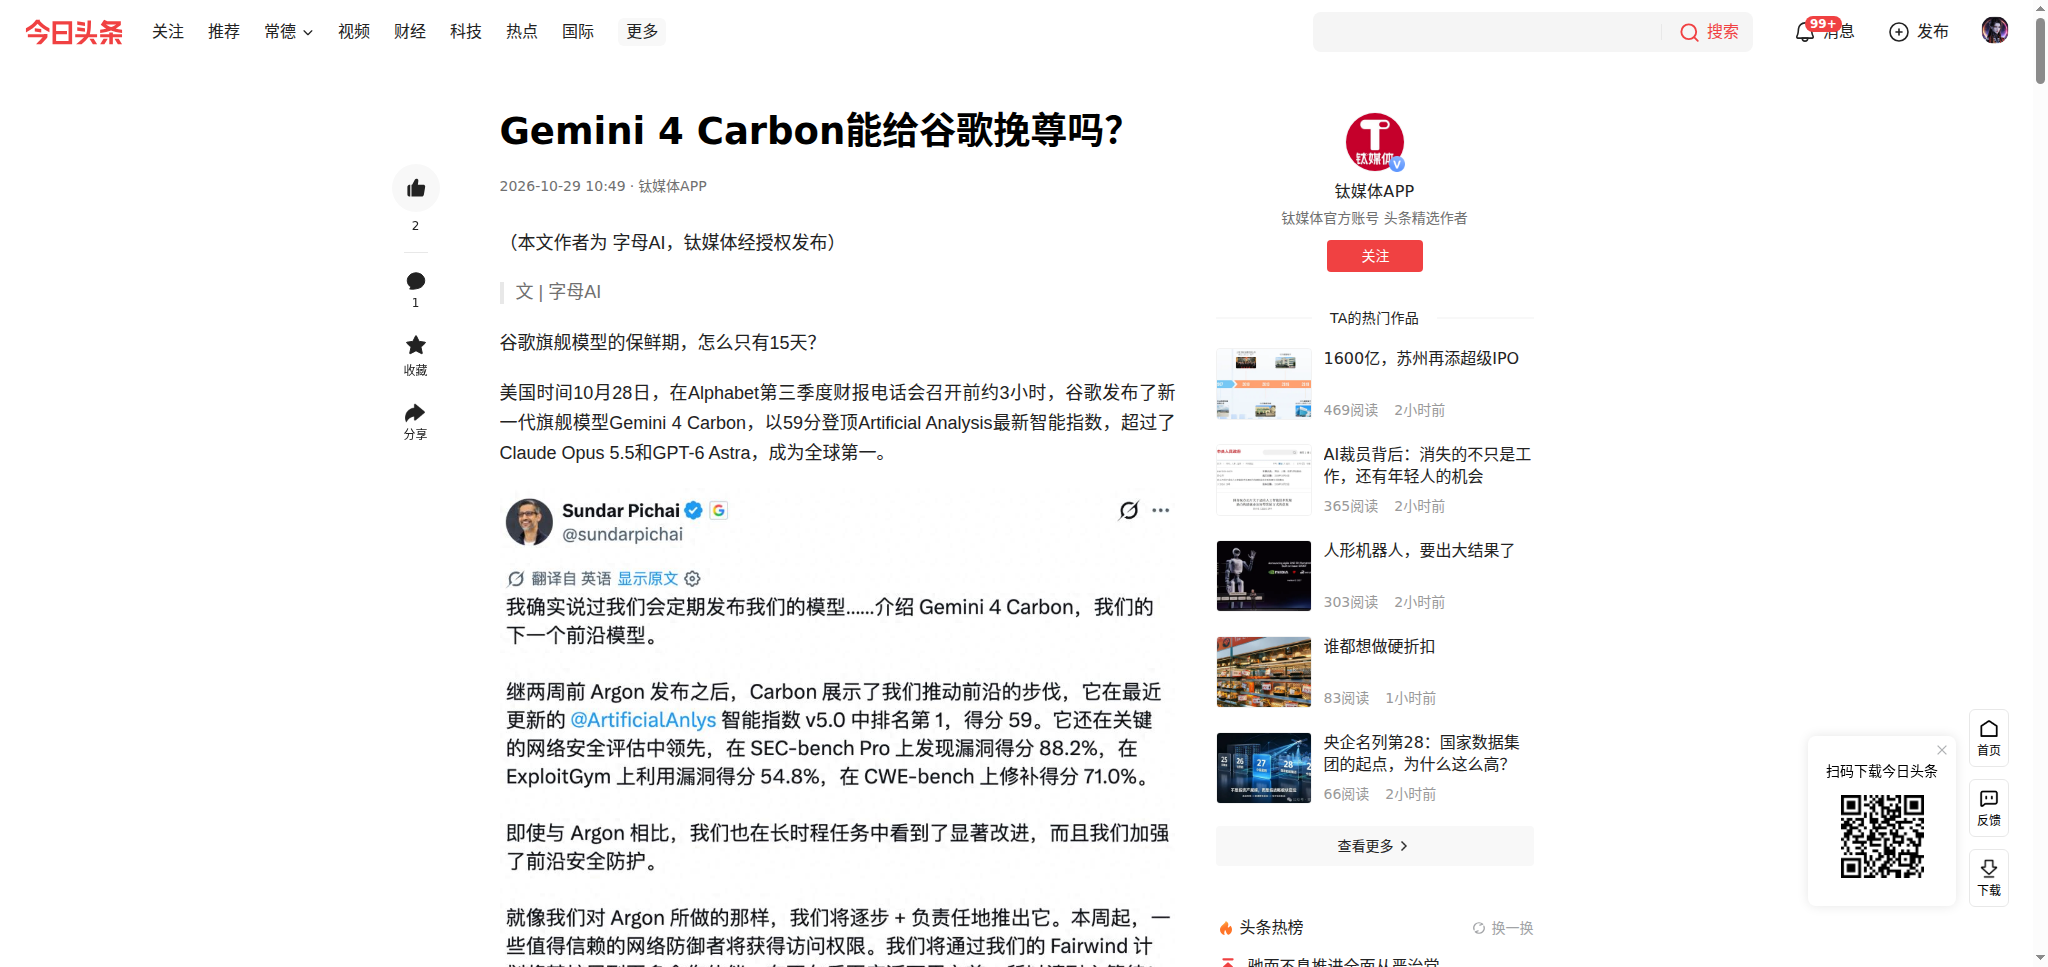 今日头条
关注 推荐 常德 视频 财经 科技 热点 国际 更多
搜索
99+
消息
发布
Gemini 4 Carbon能给谷歌挽尊吗？
2026-10-29 10:49 · 钛媒体APP
2
1
收藏
分享
（本文作者为 字母AI，钛媒体经授权发布）
文 | 字母AI
谷歌旗舰模型的保鲜期，怎么只有15天？
美国时间10月28日，在Alphabet第三季度财报电话会召开前约3小时，谷歌发布了新
一代旗舰模型Gemini 4 Carbon，以59分登顶Artificial Analysis最新智能指数，超过了
Claude Opus 5.5和GPT-6 Astra，成为全球第一。
Sundar Pichai
@sundarpichai
翻译自 英语 显示原文
我确实说过我们会定期发布我们的模型……介绍 Gemini 4 Carbon，我们的
下一个前沿模型。
继两周前 Argon 发布之后，Carbon 展示了我们推动前沿的步伐，它在最近
更新的 @ArtificialAnlys 智能指数 v5.0 中排名第 1，得分 59。它还在关键
的网络安全评估中领先，在 SEC-bench Pro 上发现漏洞得分 88.2%，在
ExploitGym 上利用漏洞得分 54.8%，在 CWE-bench 上修补得分 71.0%。
即使与 Argon 相比，我们也在长时程任务中看到了显著改进，而且我们加强
了前沿安全防护。
就像我们对 Argon 所做的那样，我们将逐步 + 负责任地推出它。本周起，一
些值得信赖的网络防御者将获得访问权限。我们将通过我们的 Fairwind 计
钛媒体
钛媒体APP
钛媒体官方账号 头条精选作者
关注
TA的热门作品
1600亿，苏州再添超级IPO
469阅读 2小时前
AI裁员背后：消失的不只是工
作，还有年轻人的机会
365阅读 2小时前
人形机器人，要出大结果了
303阅读 2小时前
谁都想做硬折扣
83阅读 1小时前
25 26 27 28
央企名列第28：国家数据集
团的起点，为什么这么高？
66阅读 2小时前
查看更多
头条热榜
换一换
驰而不息推进全面从严治党
扫码下载今日头条
首页
反馈
下载